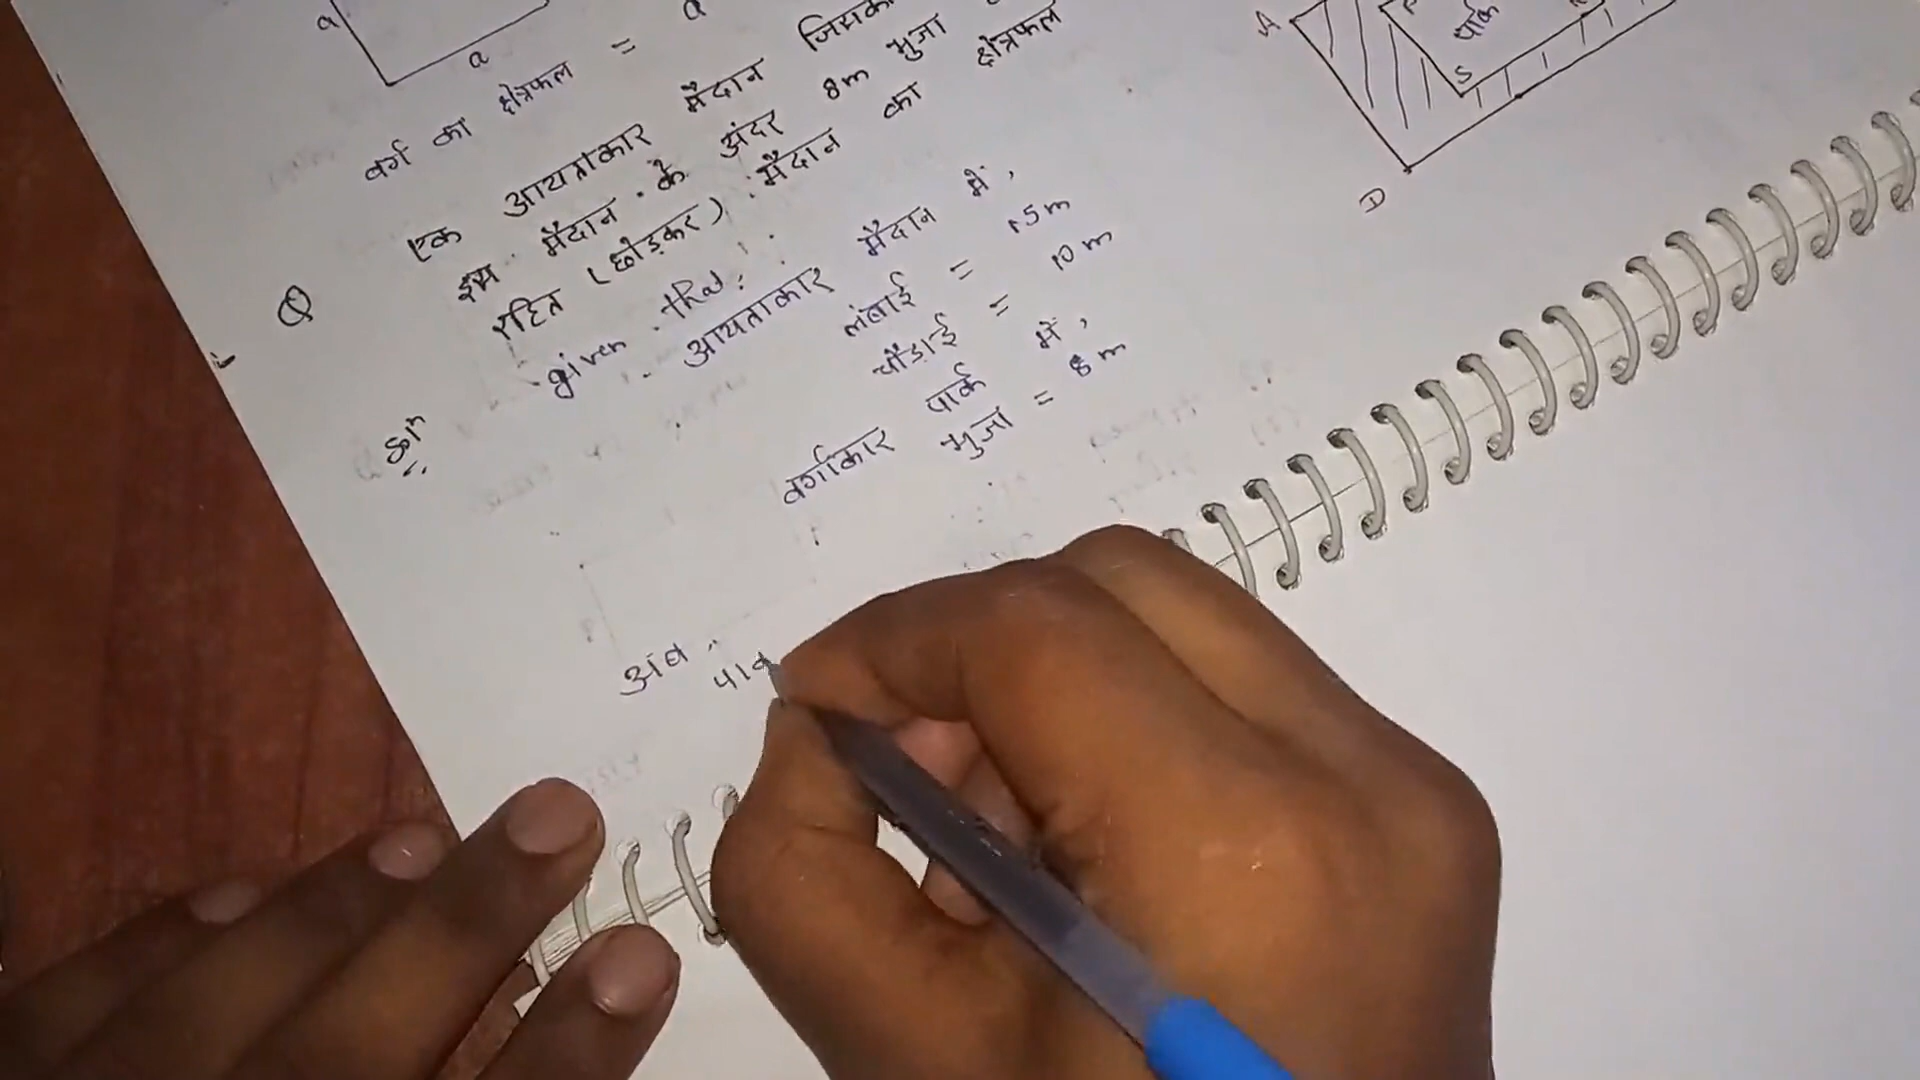 a
a
वर्ग का क्षेत्रफल =
Q एक आयताकार मैदान जिसक
इस मैदान के अंदर 8m भुजा
रहित (छोड़कर) मैदान का क्षेत्रफल
Soln given that:
आयताकार मैदान में,
लंबाई = 15m
चौड़ाई = 10m
वर्गाकार पार्क में,
भुजा = 8m
अब,
A
पार्क
S
D